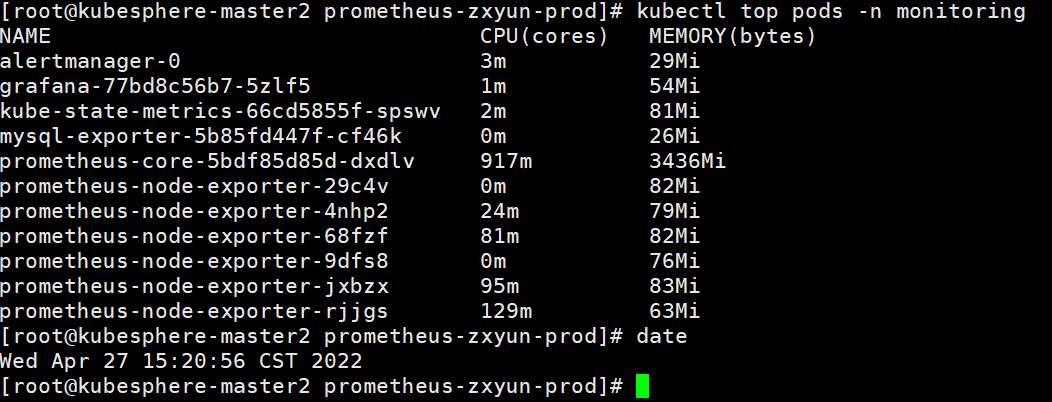 [root@kubesphere-master2 prometheus-zxyun-prod]# kubectl top pods -n monitoring
NAME                                  CPU(cores)   MEMORY(bytes)
alertmanager-0                        3m           29Mi
grafana-77bd8c56b7-5zlf5              1m           54Mi
kube-state-metrics-66cd5855f-spswv    2m           81Mi
mysql-exporter-5b85fd447f-cf46k       0m           26Mi
prometheus-core-5bdf85d85d-dxdlv      917m         3436Mi
prometheus-node-exporter-29c4v        0m           82Mi
prometheus-node-exporter-4nhp2        24m          79Mi
prometheus-node-exporter-68fzf        81m          82Mi
prometheus-node-exporter-9dfs8        0m           76Mi
prometheus-node-exporter-jxbzx        95m          83Mi
prometheus-node-exporter-rjjgs        129m         63Mi
[root@kubesphere-master2 prometheus-zxyun-prod]# date
Wed Apr 27 15:20:56 CST 2022
[root@kubesphere-master2 prometheus-zxyun-prod]#